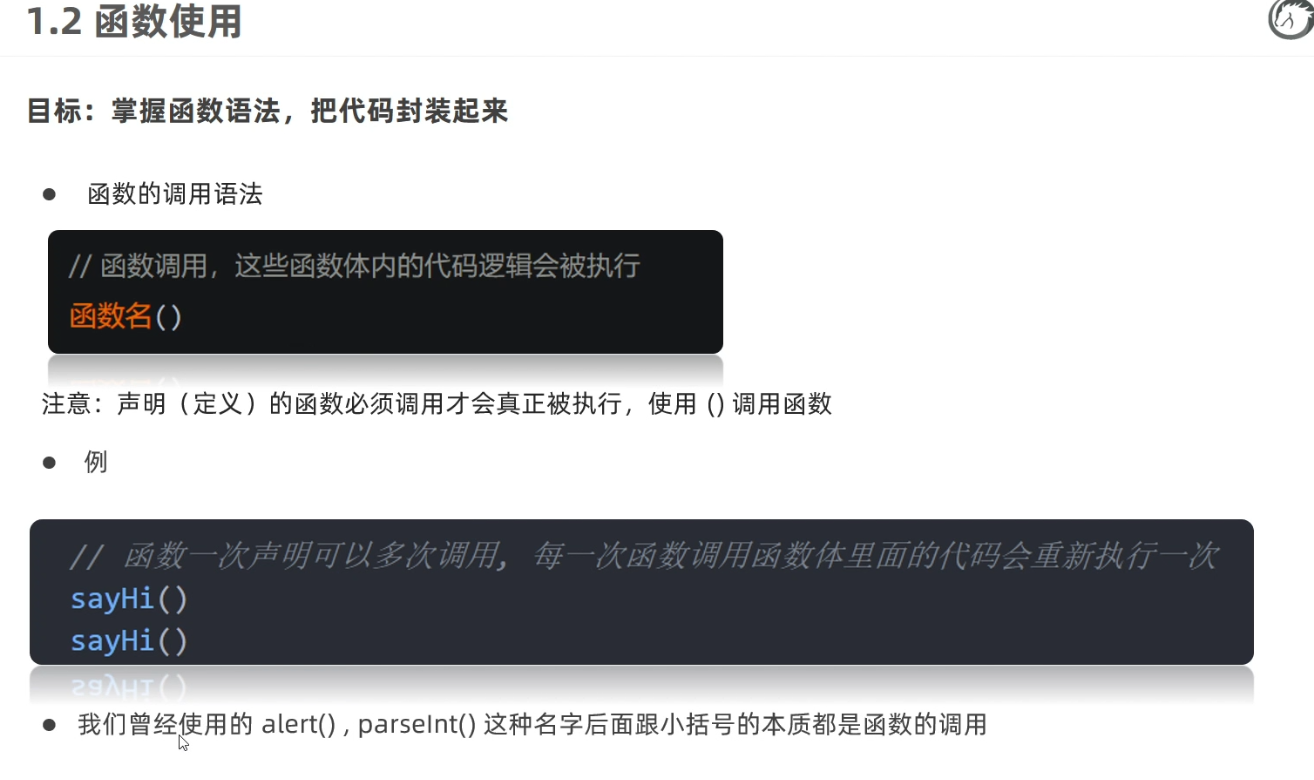 1.2 函数使用
目标：掌握函数语法，把代码封装起来
● 函数的调用语法
// 函数调用，这些函数体内的代码逻辑会被执行
函数名()
注意：声明（定义）的函数必须调用才会真正被执行，使用 () 调用函数
● 例
// 函数一次声明可以多次调用, 每一次函数调用函数体里面的代码会重新执行一次
sayHi()
sayHi()
● 我们曾经使用的 alert() , parseInt() 这种名字后面跟小括号的本质都是函数的调用